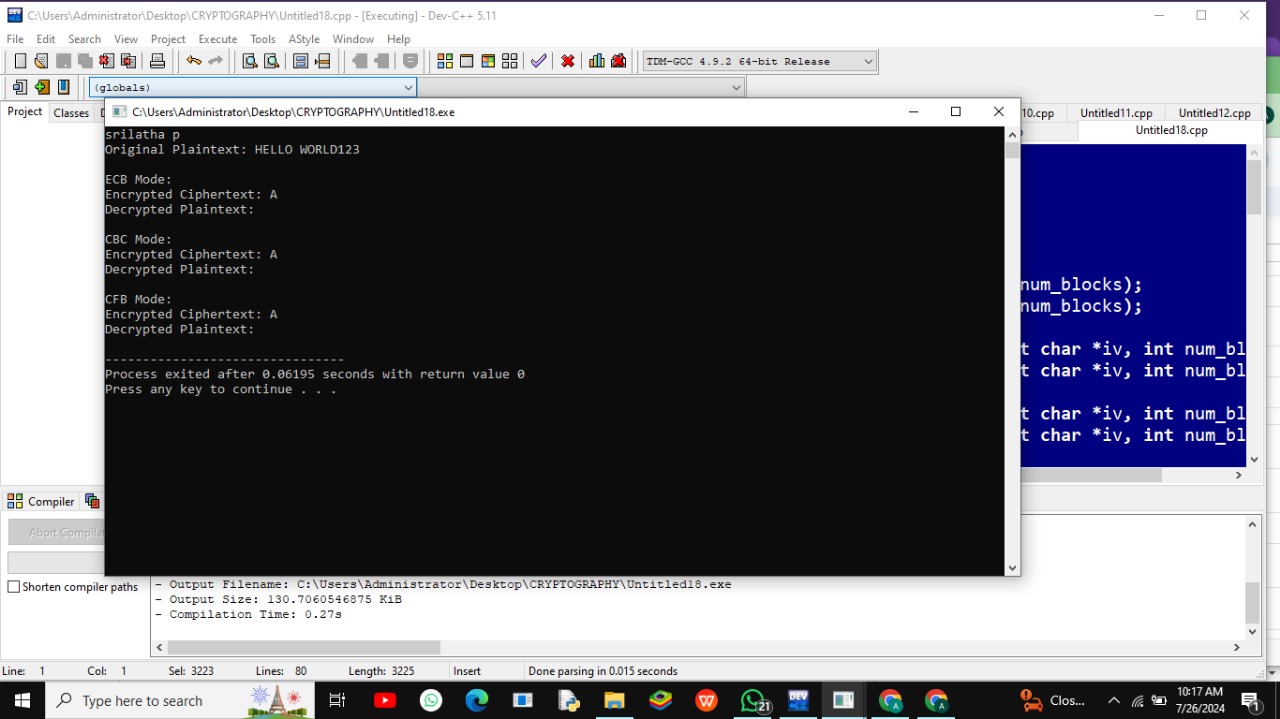 C:\Users\Administrator\Desktop\CRYPTOGRAPHY\Untitled18.cpp - [Executing] - Dev-C++ 5.11
File Edit Search View Project Execute Tools AStyle Window Help
TDM-GCC 4.9.2 64-bit Release
(globals)
Project Classes
10.cpp Untitled11.cpp Untitled12.cpp
Untitled18.cpp
C:\Users\Administrator\Desktop\CRYPTOGRAPHY\Untitled18.exe
srilatha p
Original Plaintext: HELLO WORLD123
ECB Mode:
Encrypted Ciphertext: A
Decrypted Plaintext:
CBC Mode:
Encrypted Ciphertext: A
Decrypted Plaintext:
CFB Mode:
Encrypted Ciphertext: A
Decrypted Plaintext:
--------------------------------
Process exited after 0.06195 seconds with return value 0
Press any key to continue . . .
num_blocks);
num_blocks);
t char *iv, int num_bl
t char *iv, int num_bl
t char *iv, int num_bl
t char *iv, int num_bl
Compiler
Abort Compila
Shorten compiler paths
- Output Filename: C:\Users\Administrator\Desktop\CRYPTOGRAPHY\Untitled18.exe
- Output Size: 130.7060546875 KiB
- Compilation Time: 0.27s
Line: 1 Col: 1 Sel: 3223 Lines: 80 Length: 3225 Insert Done parsing in 0.015 seconds
Type here to search
21
Clos...
10:17 AM
7/26/2024
1